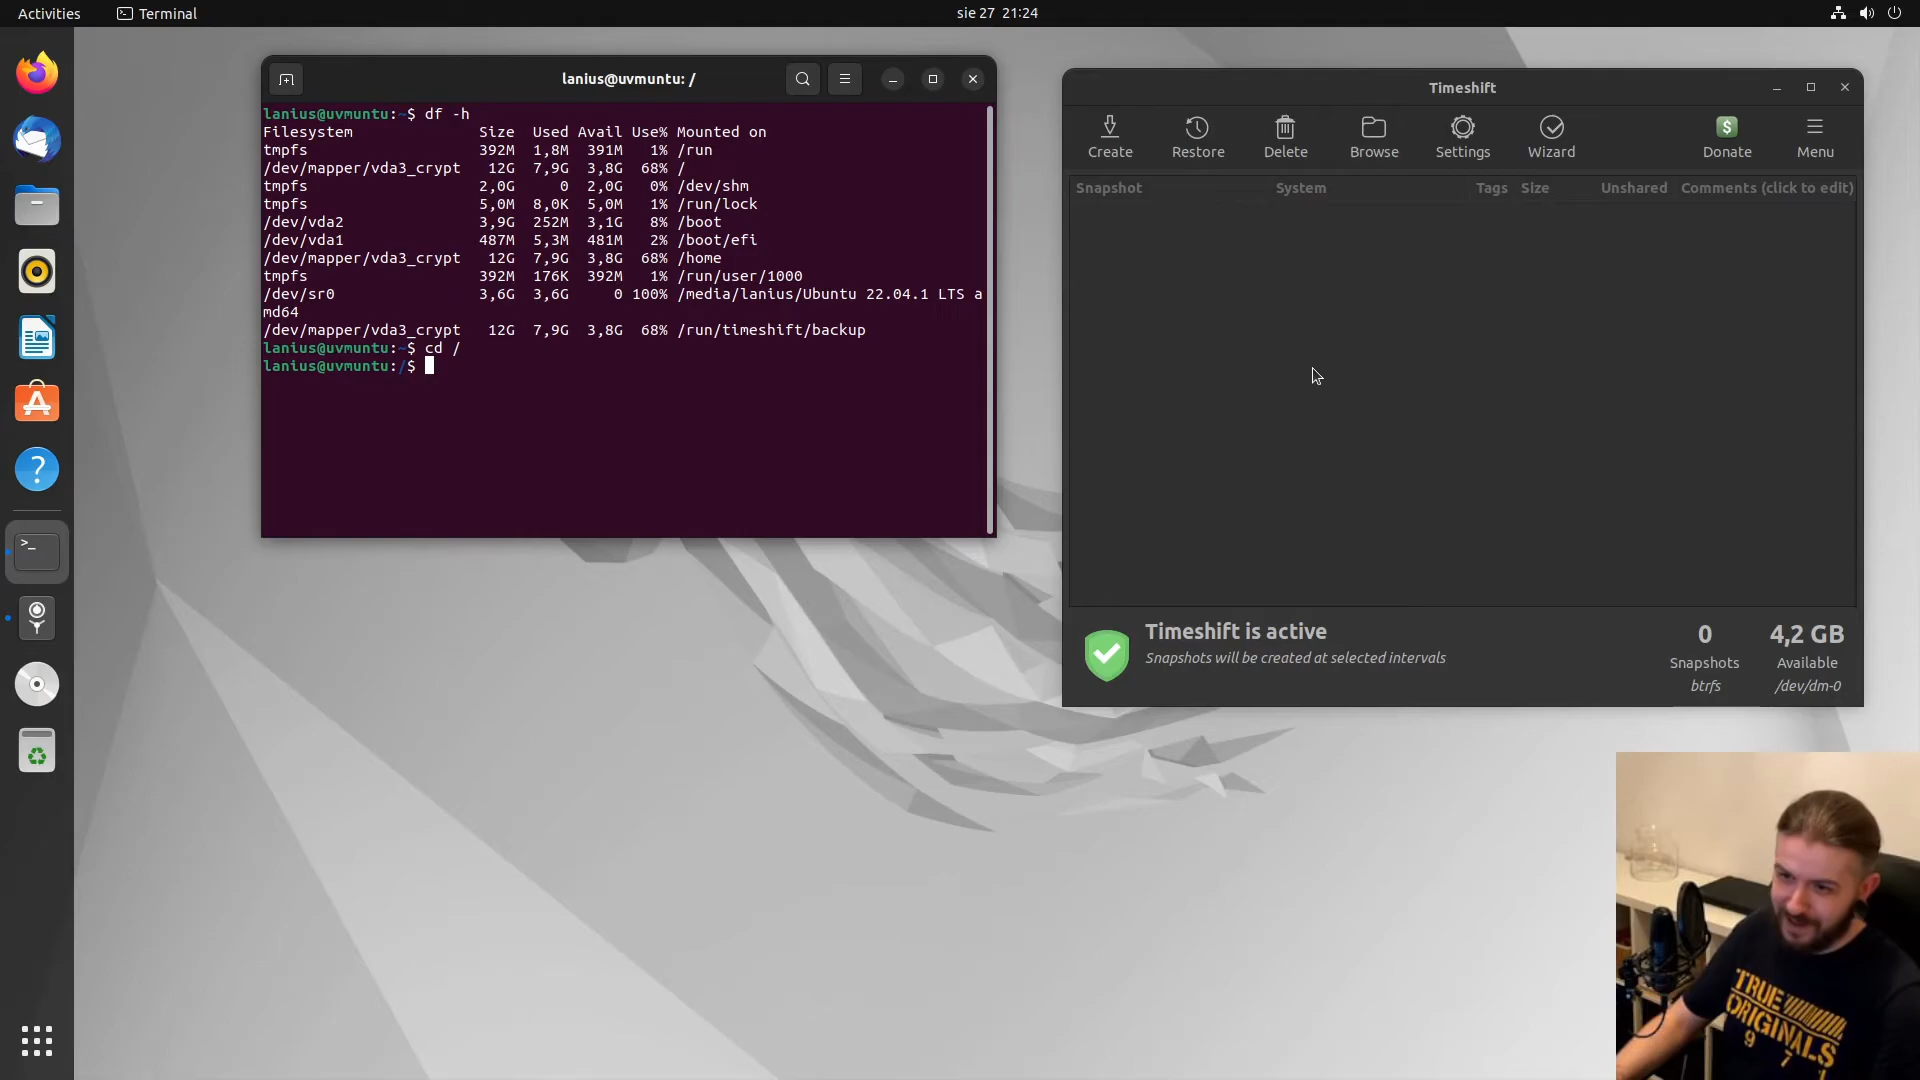 Activities
Terminal
sie 27 21:24
lanius@uvmuntu: /
lanius@uvmuntu:~$ df -h
Filesystem Size Used Avail Use% Mounted on
tmpfs 392M 1,8M 391M 1% /run
/dev/mapper/vda3_crypt 12G 7,9G 3,8G 68% /
tmpfs 2,0G 0 2,0G 0% /dev/shm
tmpfs 5,0M 8,0K 5,0M 1% /run/lock
/dev/vda2 3,9G 252M 3,1G 8% /boot
/dev/vda1 487M 5,3M 481M 2% /boot/efi
/dev/mapper/vda3_crypt 12G 7,9G 3,8G 68% /home
tmpfs 392M 176K 392M 1% /run/user/1000
/dev/sr0 3,6G 3,6G 0 100% /media/lanius/Ubuntu 22.04.1 LTS a
md64
/dev/mapper/vda3_crypt 12G 7,9G 3,8G 68% /run/timeshift/backup
lanius@uvmuntu:~$ cd /
lanius@uvmuntu:/$
Timeshift
Create Restore Delete Browse Settings Wizard Donate Menu
Snapshot System Tags Size Unshared Comments (click to edit)
Timeshift is active
Snapshots will be created at selected intervals
0
Snapshots
btrfs
4,2 GB
Available
/dev/dm-0
TRUE
ORIGINALS
9 7